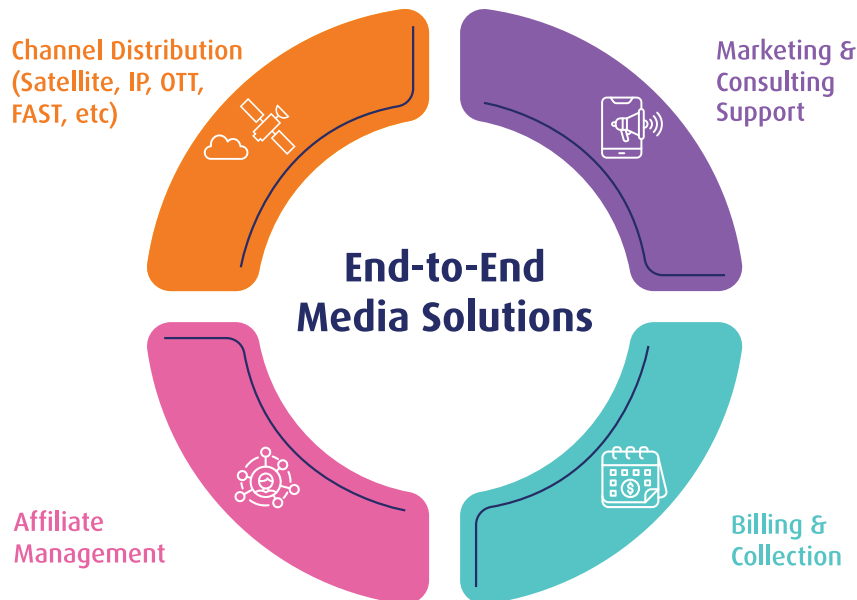 Channel Distribution
(Satellite, IP, OTT,
FAST, etc)
Marketing &
Consulting
Support
End-to-End
Media Solutions
Affiliate
Management
Billing &
Collection